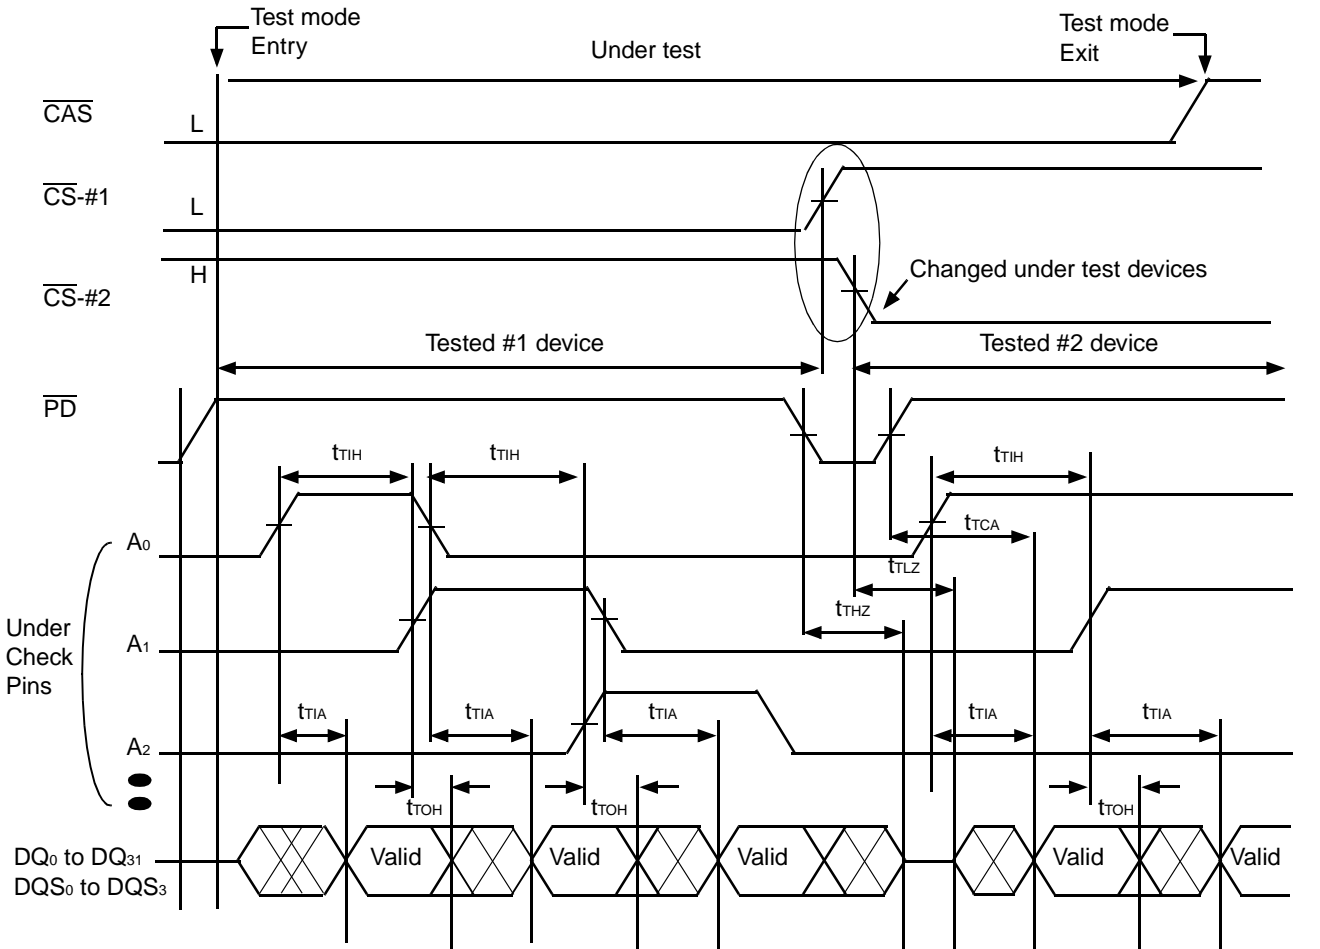 Test mode
Entry
Under test
Test mode
Exit
CAS
L
CS-#1
L
H
CS-#2
Changed under test devices
Tested #1 device
Tested #2 device
PD
tTIH
tTIH
tTIH
tTCA
A0
tTLZ
tTHZ
Under
Check
Pins
A1
tTIA
tTIA
tTIA
tTIA
tTIA
A2
tTOH
tTOH
tTOH
DQ0 to DQ31
DQS0 to DQS3
Valid
Valid
Valid
Valid
Valid